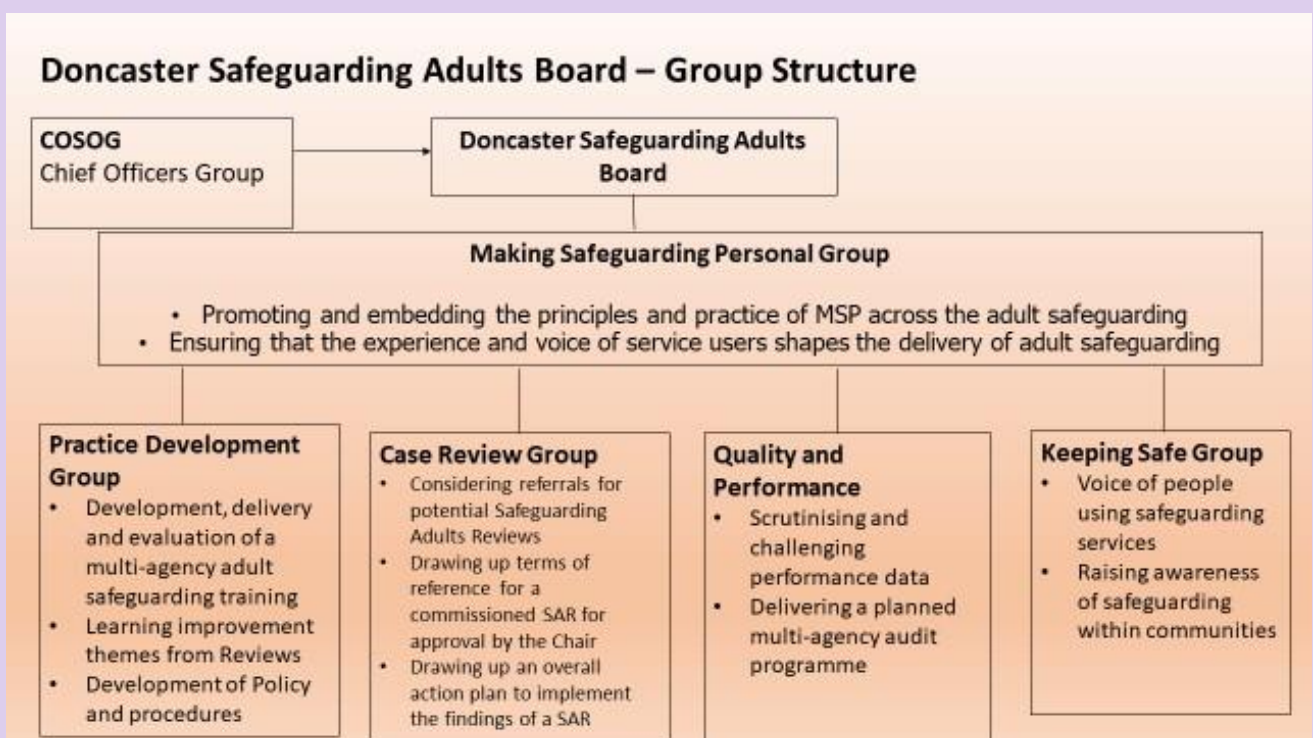 Doncaster Safeguarding Adults Board – Group Structure
COSOG
Chief Officers Group
Doncaster Safeguarding Adults
Board
Making Safeguarding Personal Group
• Promoting and embedding the principles and practice of MSP across the adult safeguarding
• Ensuring that the experience and voice of service users shapes the delivery of adult safeguarding
Practice Development
Group
• Development, delivery
and evaluation of a
multi-agency adult
safeguarding training
• Learning improvement
themes from Reviews
• Development of Policy
and procedures
Case Review Group
• Considering referrals for
potential Safeguarding
Adults Reviews
• Drawing up terms of
reference for a
commissioned SAR for
approval by the Chair
• Drawing up an overall
action plan to implement
the findings of a SAR
Quality and
Performance
• Scrutinising and
challenging
performance data
• Delivering a planned
multi-agency audit
programme
Keeping Safe Group
• Voice of people
using safeguarding
services
• Raising awareness
of safeguarding
within communities